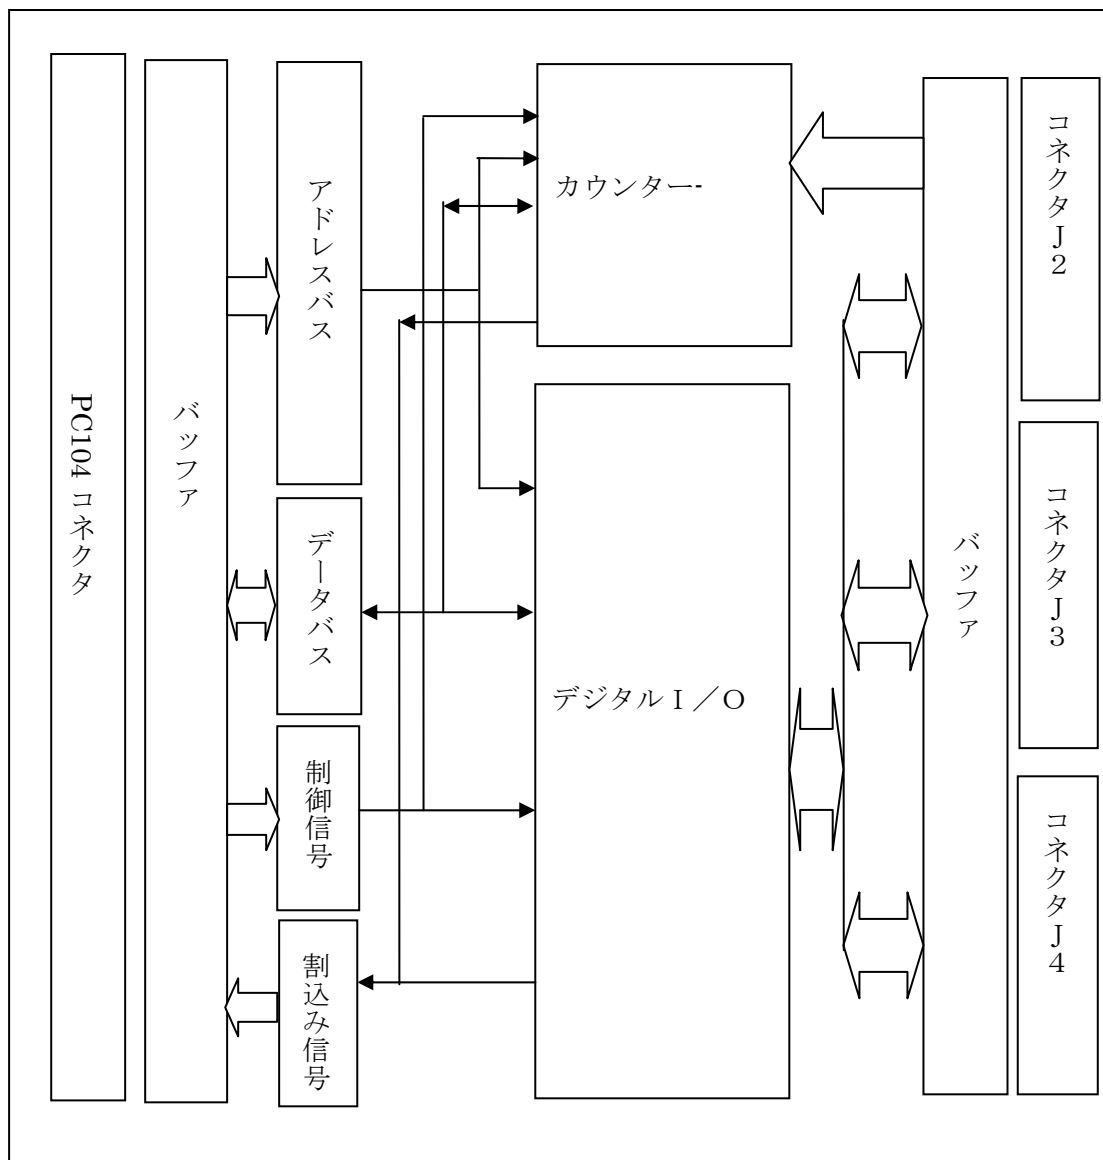 PC104 コネクタ
バッファ
アドレスバス
データバス
制御信号
割込み信号
カウンター-
デジタルＩ／Ｏ
バッファ
コネクタＪ２
コネクタＪ３
コネクタＪ４